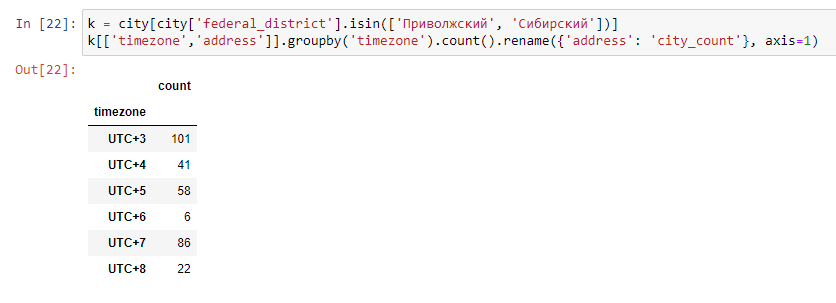 In [22]: k = city[city['federal_district'].isin(['Приволжский', 'Сибирский'])]
k[['timezone','address']].groupby('timezone').count().rename({'address': 'city_count'}, axis=1)
Out[22]:
count
timezone
UTC+3 101
UTC+4 41
UTC+5 58
UTC+6 6
UTC+7 86
UTC+8 22